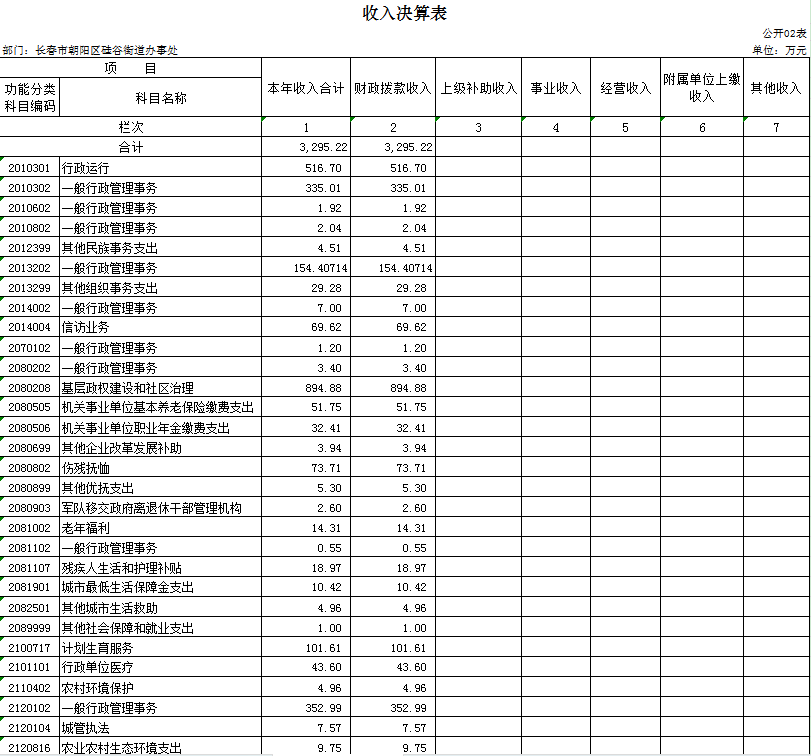 收入决算表
公开02表
部门：长春市朝阳区硅谷街道办事处 单位：万元
项 目 本年收入合计 财政拨款收入 上级补助收入 事业收入 经营收入 附属单位上缴收入 其他收入
功能分类科目编码 科目名称
栏次 1 2 3 4 5 6 7
合计 3,295.22 3,295.22
2010301 行政运行 516.70 516.70
2010302 一般行政管理事务 335.01 335.01
2010602 一般行政管理事务 1.92 1.92
2010802 一般行政管理事务 2.04 2.04
2012399 其他民族事务支出 4.51 4.51
2013202 一般行政管理事务 154.40714 154.40714
2013299 其他组织事务支出 29.28 29.28
2014002 一般行政管理事务 7.00 7.00
2014004 信访业务 69.62 69.62
2070102 一般行政管理事务 1.20 1.20
2080202 一般行政管理事务 3.40 3.40
2080208 基层政权建设和社区治理 894.88 894.88
2080505 机关事业单位基本养老保险缴费支出 51.75 51.75
2080506 机关事业单位职业年金缴费支出 32.41 32.41
2080699 其他企业改革发展补助 3.94 3.94
2080802 伤残抚恤 73.71 73.71
2080899 其他优抚支出 5.30 5.30
2080903 军队移交政府离退休干部管理机构 2.60 2.60
2081002 老年福利 14.31 14.31
2081102 一般行政管理事务 0.55 0.55
2081107 残疾人生活和护理补贴 18.97 18.97
2081901 城市最低生活保障金支出 10.42 10.42
2082501 其他城市生活救助 4.96 4.96
2089999 其他社会保障和就业支出 1.00 1.00
2100717 计划生育服务 101.61 101.61
2101101 行政单位医疗 43.60 43.60
2110402 农村环境保护 4.96 4.96
2120102 一般行政管理事务 352.99 352.99
2120104 城管执法 7.57 7.57
2120816 农业农村生态环境支出 9.75 9.75